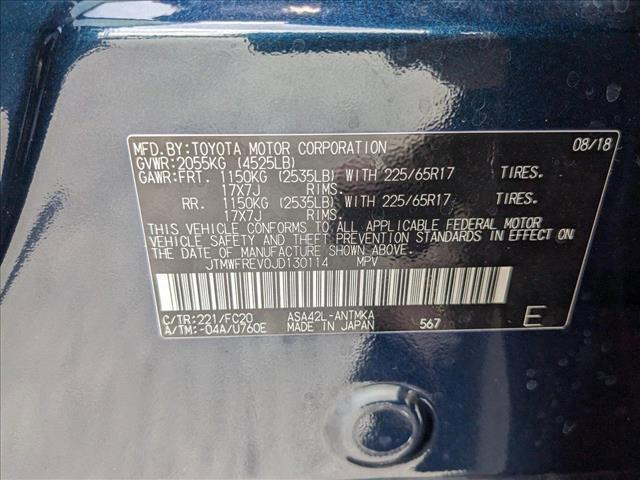 MFD.BY:TOYOTA MOTOR CORPORATION 08/18
GVWR:2055KG (4525LB)
GAWR:FRT. 1150KG (2535LB) WITH 225/65R17 TIRES.
17X7J RIMS.
RR. 1150KG (2535LB) WITH 225/65R17 TIRES.
17X7J RIMS.
THIS VEHICLE CONFORMS TO ALL APPLICABLE FEDERAL MOTOR
VEHICLE SAFETY AND THEFT PREVENTION STANDARDS IN EFFECT ON
THE DATE OF MANUFACTURE SHOWN ABOVE.
JTMWFREV0JD130114 MPV
C/TR:221/FC20 ASA42L-ANTMKA
A/TM:-04A/U760E MADE IN JAPAN 567 E